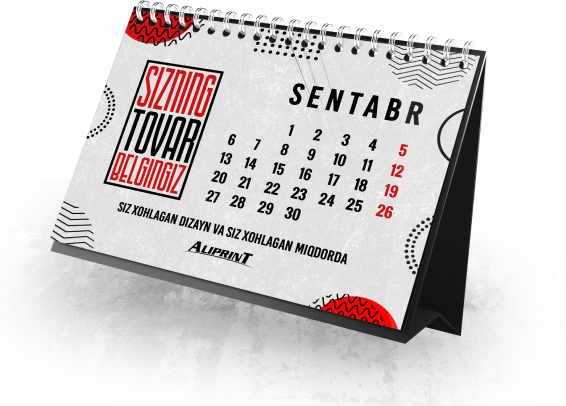 SIZNING
TOVAR
BELGINGIZ
SENTABR
1 2 3 4 5
6 7 8 9 10 11 12
13 14 15 16 17 18 19
20 21 22 23 24 25 26
27 28 29 30
SIZ XOHLAGAN DIZAYN VA SIZ XOHLAGAN MIQDORDA
ALIPRINT